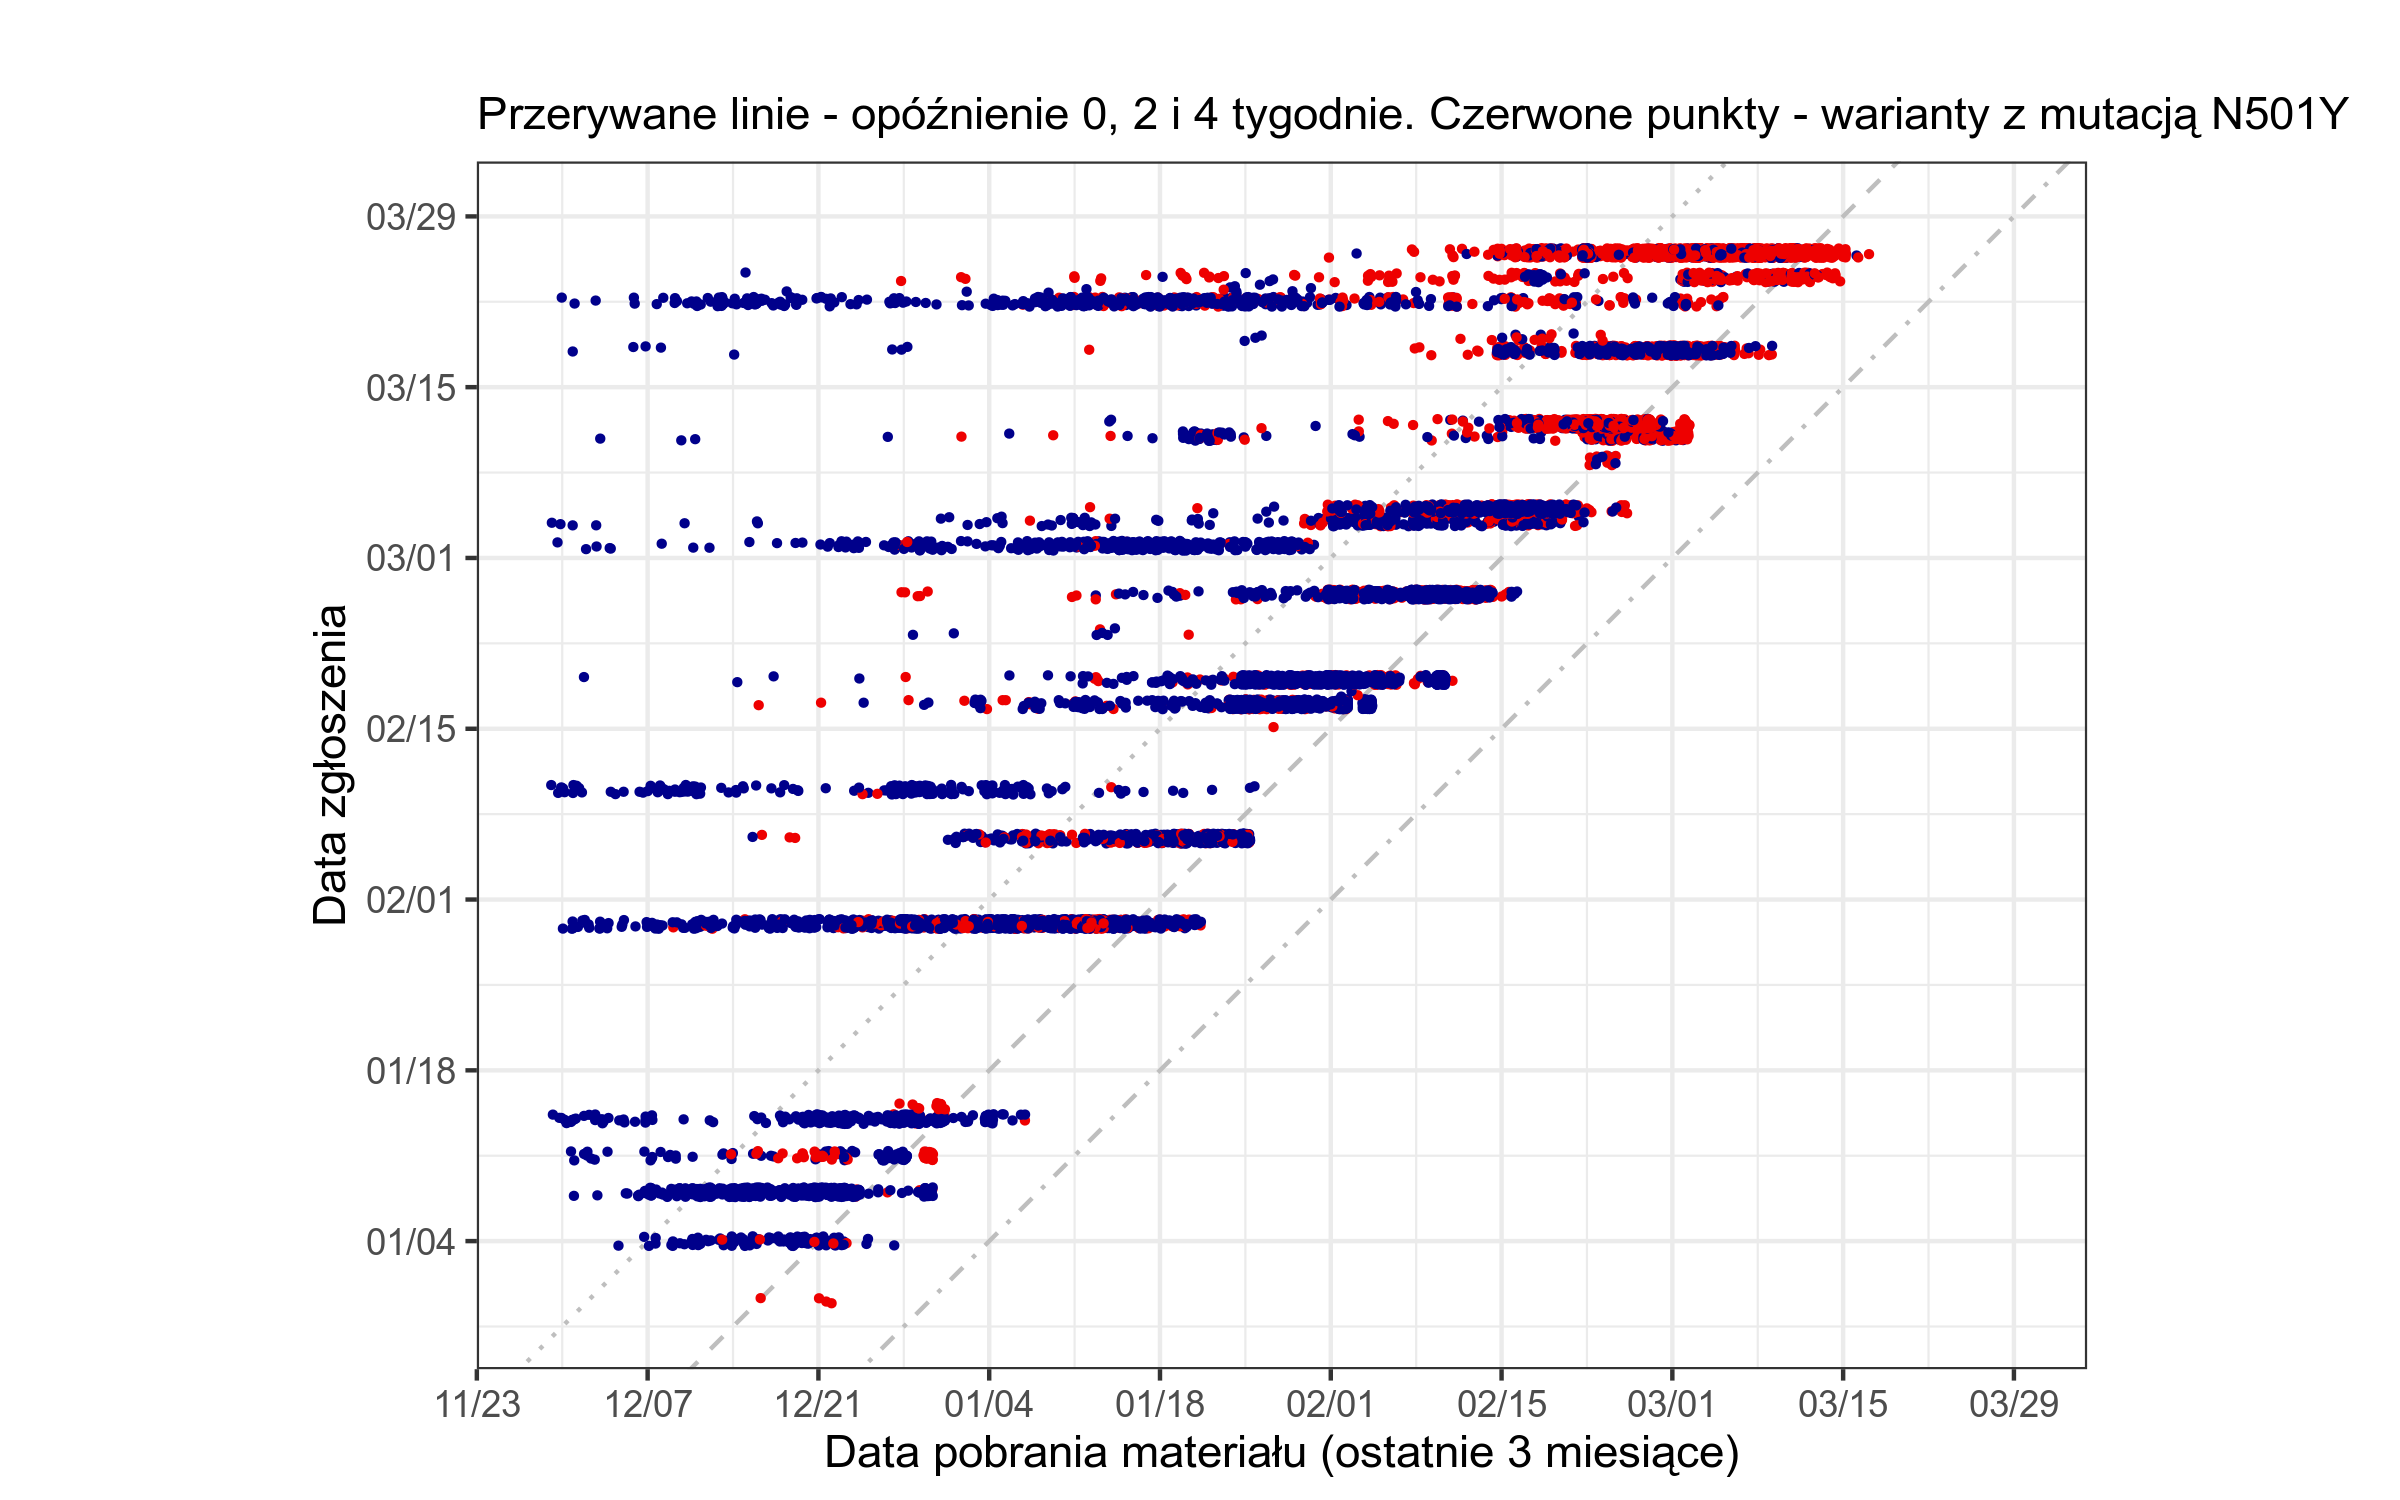 Przerywane linie - opóźnienie 0, 2 i 4 tygodnie. Czerwone punkty - warianty z mutacją N501Y
Data zgłoszenia
03/29
03/15
03/01
02/15
02/01
01/18
01/04
11/23 12/07 12/21 01/04 01/18 02/01 02/15 03/01 03/15 03/29
Data pobrania materiału (ostatnie 3 miesiące)